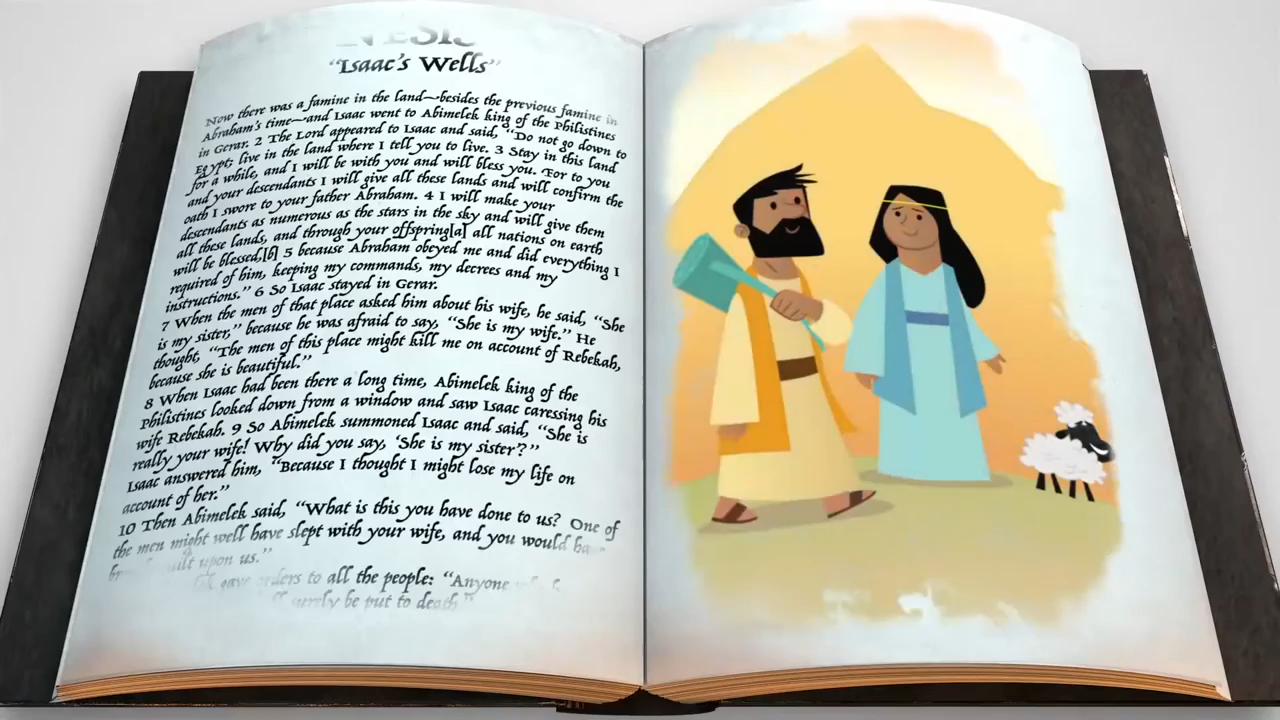 NESIS
“Isaac’s Wells”
Now there was a famine in the land—besides the previous famine in
Abraham’s time—and Isaac went to Abimelek king of the Philistines
in Gerar. 2 The Lord appeared to Isaac and said, “Do not go down to
Egypt; live in the land where I tell you to live. 3 Stay in this land
for a while, and I will be with you and will bless you. For to you
and your descendants I will give all these lands and will confirm the
oath I swore to your father Abraham. 4 I will make your
descendants as numerous as the stars in the sky and will give them
all these lands, and through your offspring[a] all nations on earth
will be blessed,[b] 5 because Abraham obeyed me and did everything I
required of him, keeping my commands, my decrees and my
instructions.” 6 So Isaac stayed in Gerar.
7 When the men of that place asked him about his wife, he said, “She
is my sister,” because he was afraid to say, “She is my wife.” He
thought, “The men of this place might kill me on account of Rebekah,
because she is beautiful.”
8 When Isaac had been there a long time, Abimelek king of the
Philistines looked down from a window and saw Isaac caressing his
wife Rebekah. 9 So Abimelek summoned Isaac and said, “She is
really your wife! Why did you say, ‘She is my sister’?”
Isaac answered him, “Because I thought I might lose my life on
account of her.”
10 Then Abimelek said, “What is this you have done to us? One of
the men might well have slept with your wife, and you would
upon us.”
gave orders to all the people: “Anyone
surely be put to death.”